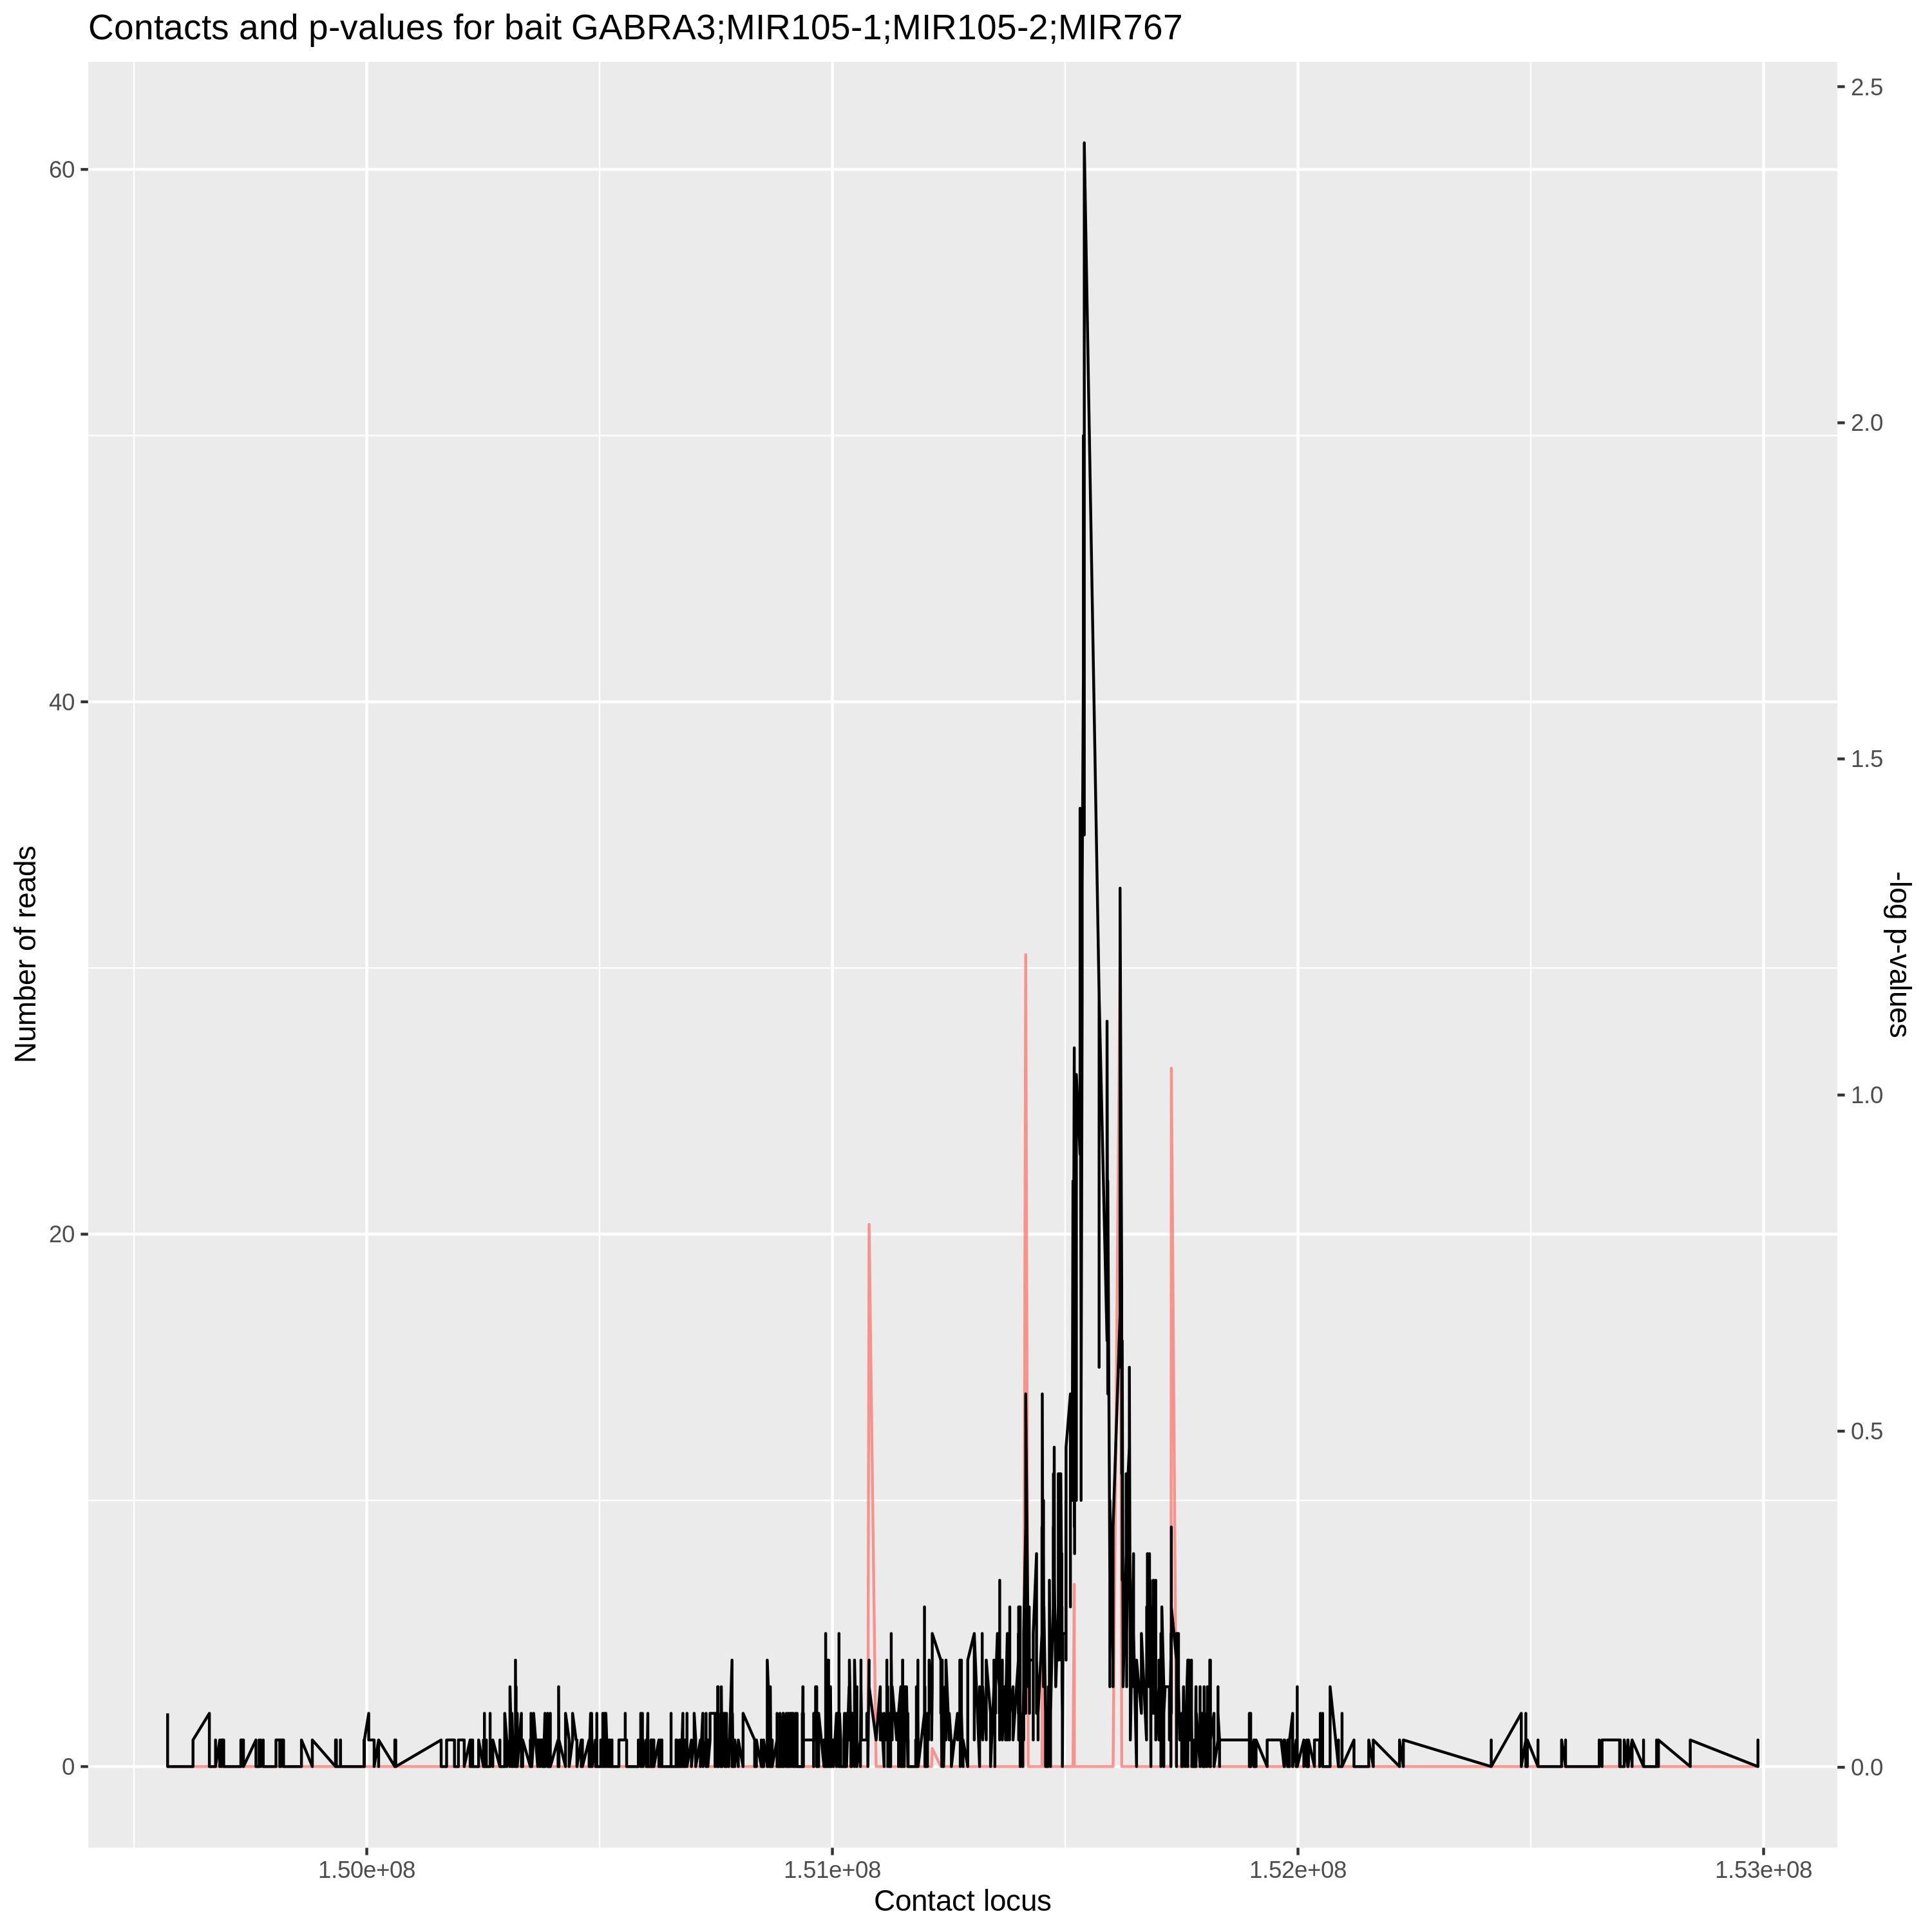 Contacts and p-values for bait GABRA3;MIR105-1;MIR105-2;MIR767
60
40
20
0
Number of reads
2.5
2.0
1.5
1.0
0.5
0.0
-log p-values
1.50e+08
1.51e+08
1.52e+08
1.53e+08
Contact locus